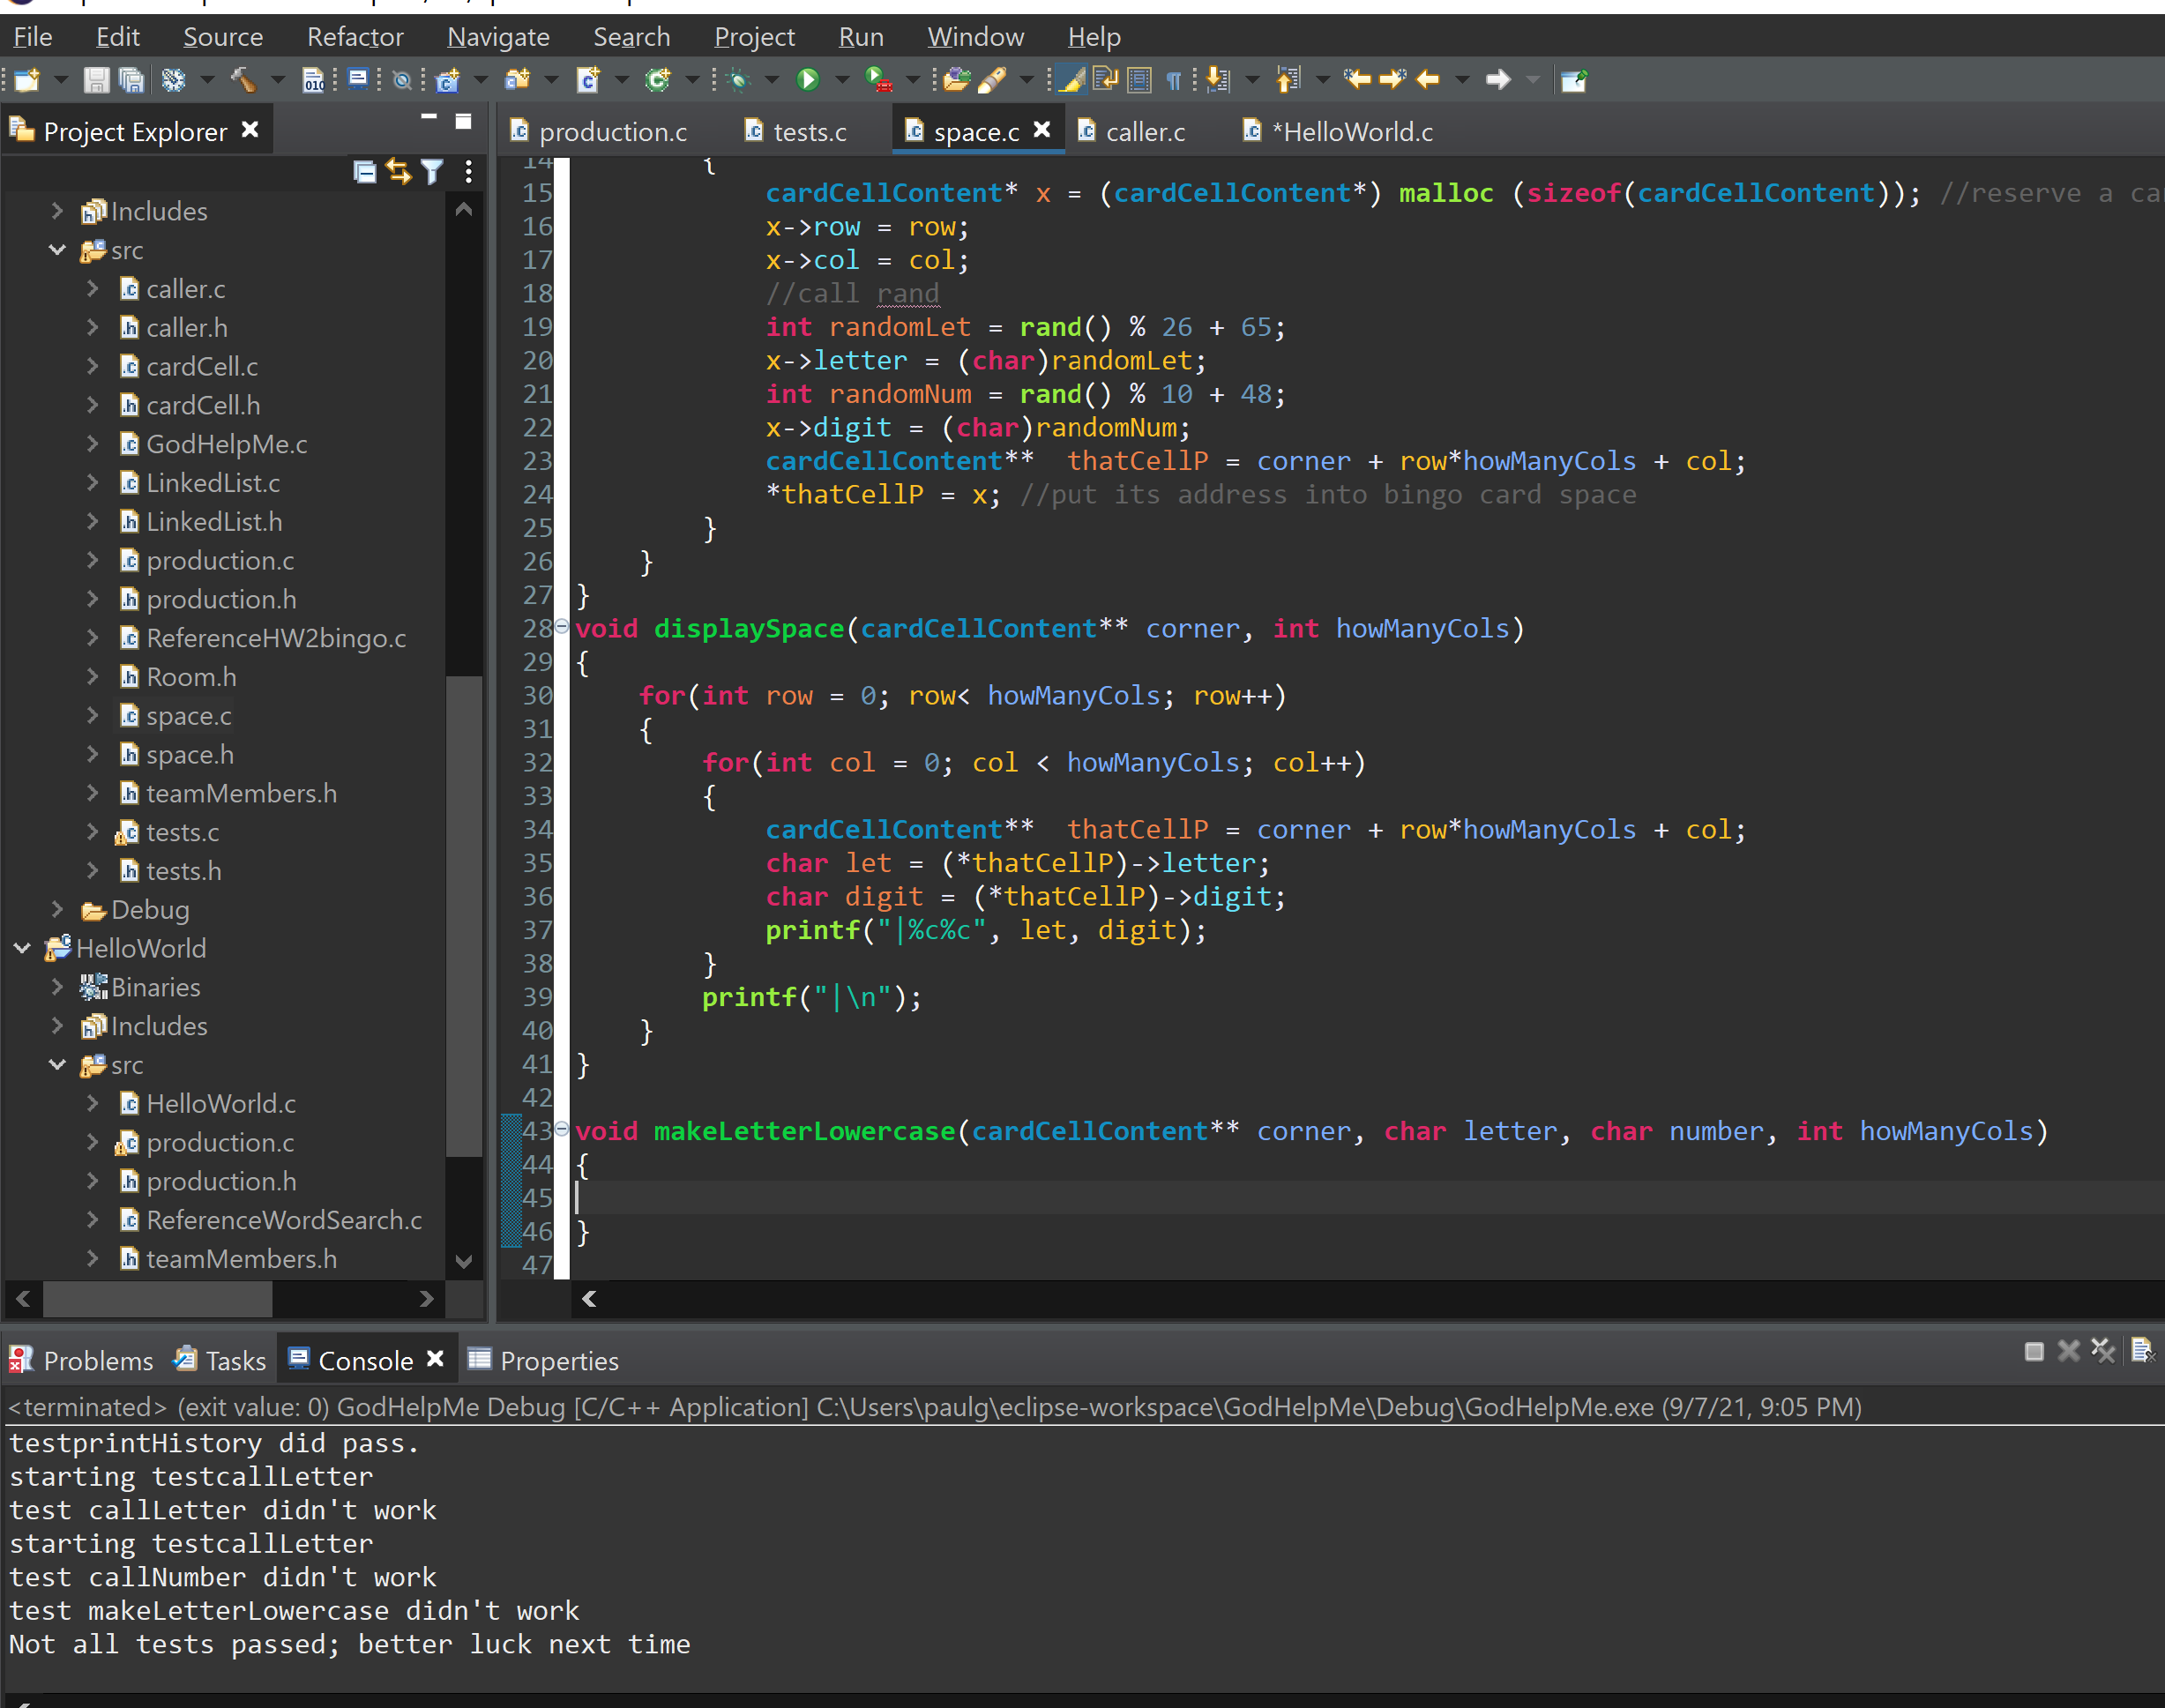 File Edit Source Refactor Navigate Search Project Run Window Help
Project Explorer
production.c tests.c space.c caller.c *HelloWorld.c
Includes
src
caller.c
caller.h
cardCell.c
cardCell.h
GodHelpMe.c
LinkedList.c
LinkedList.h
production.c
production.h
ReferenceHW2bingo.c
Room.h
space.c
space.h
teamMembers.h
tests.c
tests.h
Debug
HelloWorld
Binaries
Includes
src
HelloWorld.c
production.c
production.h
ReferenceWordSearch.c
teamMembers.h
14 {
15 cardCellContent* x = (cardCellContent*) malloc (sizeof(cardCellContent)); //reserve a
16 x->row = row;
17 x->col = col;
18 //call rand
19 int randomLet = rand() % 26 + 65;
20 x->letter = (char)randomLet;
21 int randomNum = rand() % 10 + 48;
22 x->digit = (char)randomNum;
23 cardCellContent** thatCellP = corner + row*howManyCols + col;
24 *thatCellP = x; //put its address into bingo card space
25 }
26 }
27 }
28 void displaySpace(cardCellContent** corner, int howManyCols)
29 {
30 for(int row = 0; row< howManyCols; row++)
31 {
32 for(int col = 0; col < howManyCols; col++)
33 {
34 cardCellContent** thatCellP = corner + row*howManyCols + col;
35 char let = (*thatCellP)->letter;
36 char digit = (*thatCellP)->digit;
37 printf("|%c%c", let, digit);
38 }
39 printf("|\n");
40 }
41 }
42
43 void makeLetterLowercase(cardCellContent** corner, char letter, char number, int howManyCols)
44 {
45
46 }
47
Problems Tasks Console Properties
<terminated> (exit value: 0) GodHelpMe Debug [C/C++ Application] C:\Users\paulg\eclipse-workspace\GodHelpMe\Debug\GodHelpMe.exe (9/7/21, 9:05 PM)
testprintHistory did pass.
starting testcallLetter
test callLetter didn't work
starting testcallLetter
test callNumber didn't work
test makeLetterLowercase didn't work
Not all tests passed; better luck next time